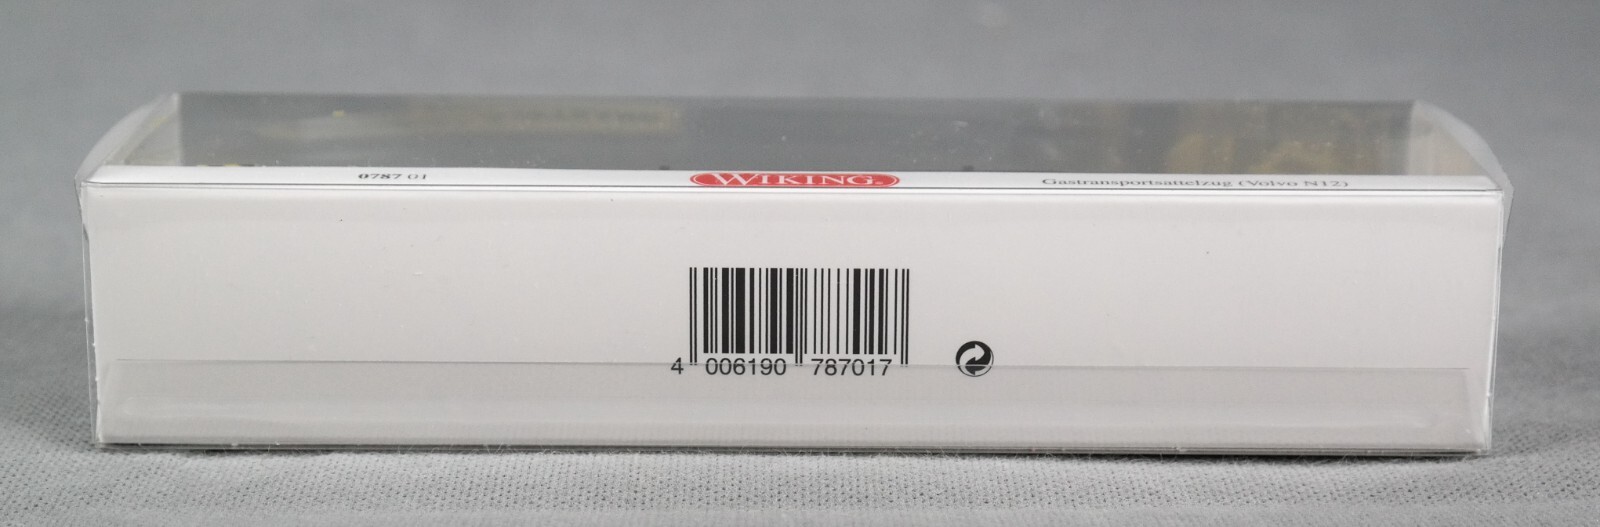 0787 01 WIKING® Gastransportsattelzug (Volvo N12)
4 006190 787017